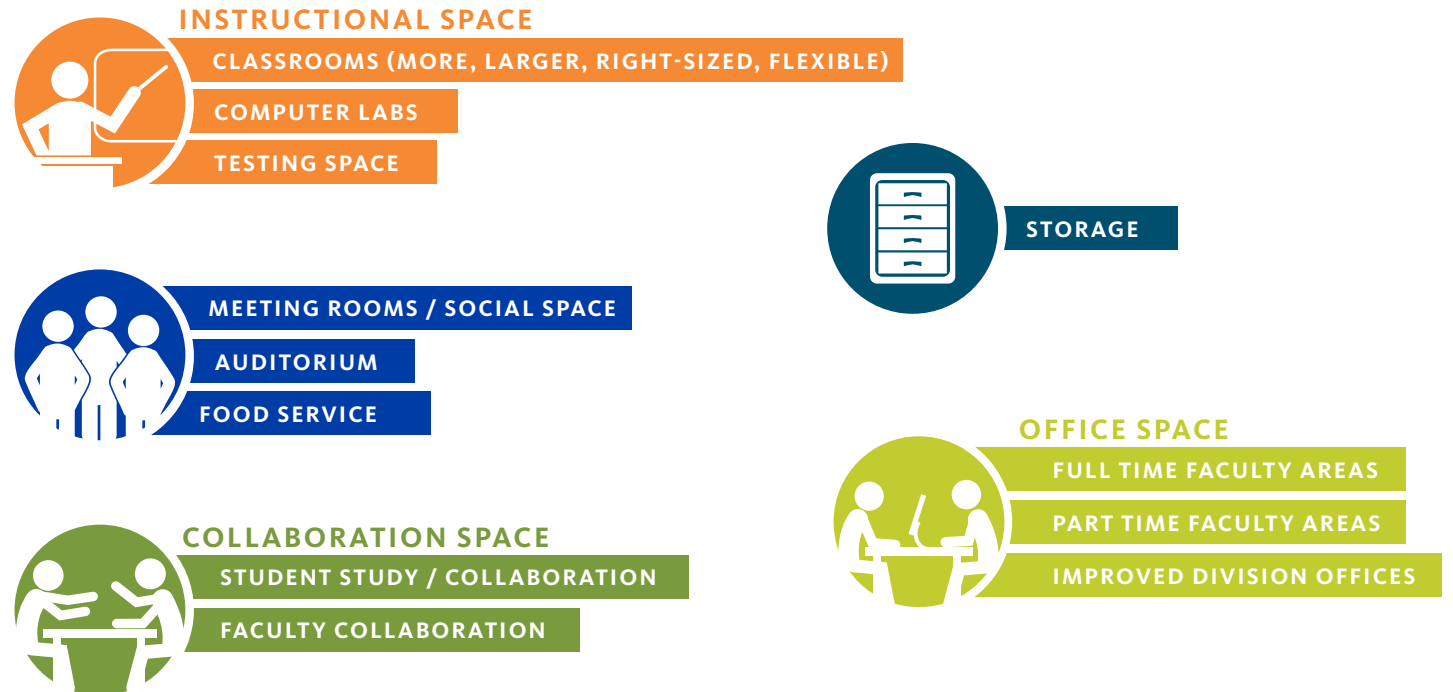 INSTRUCTIONAL SPACE
CLASSROOMS (MORE, LARGER, RIGHT-SIZED, FLEXIBLE)
COMPUTER LABS
TESTING SPACE
MEETING ROOMS / SOCIAL SPACE
AUDITORIUM
FOOD SERVICE
COLLABORATION SPACE
STUDENT STUDY / COLLABORATION
FACULTY COLLABORATION
STORAGE
OFFICE SPACE
FULL TIME FACULTY AREAS
PART TIME FACULTY AREAS
IMPROVED DIVISION OFFICES